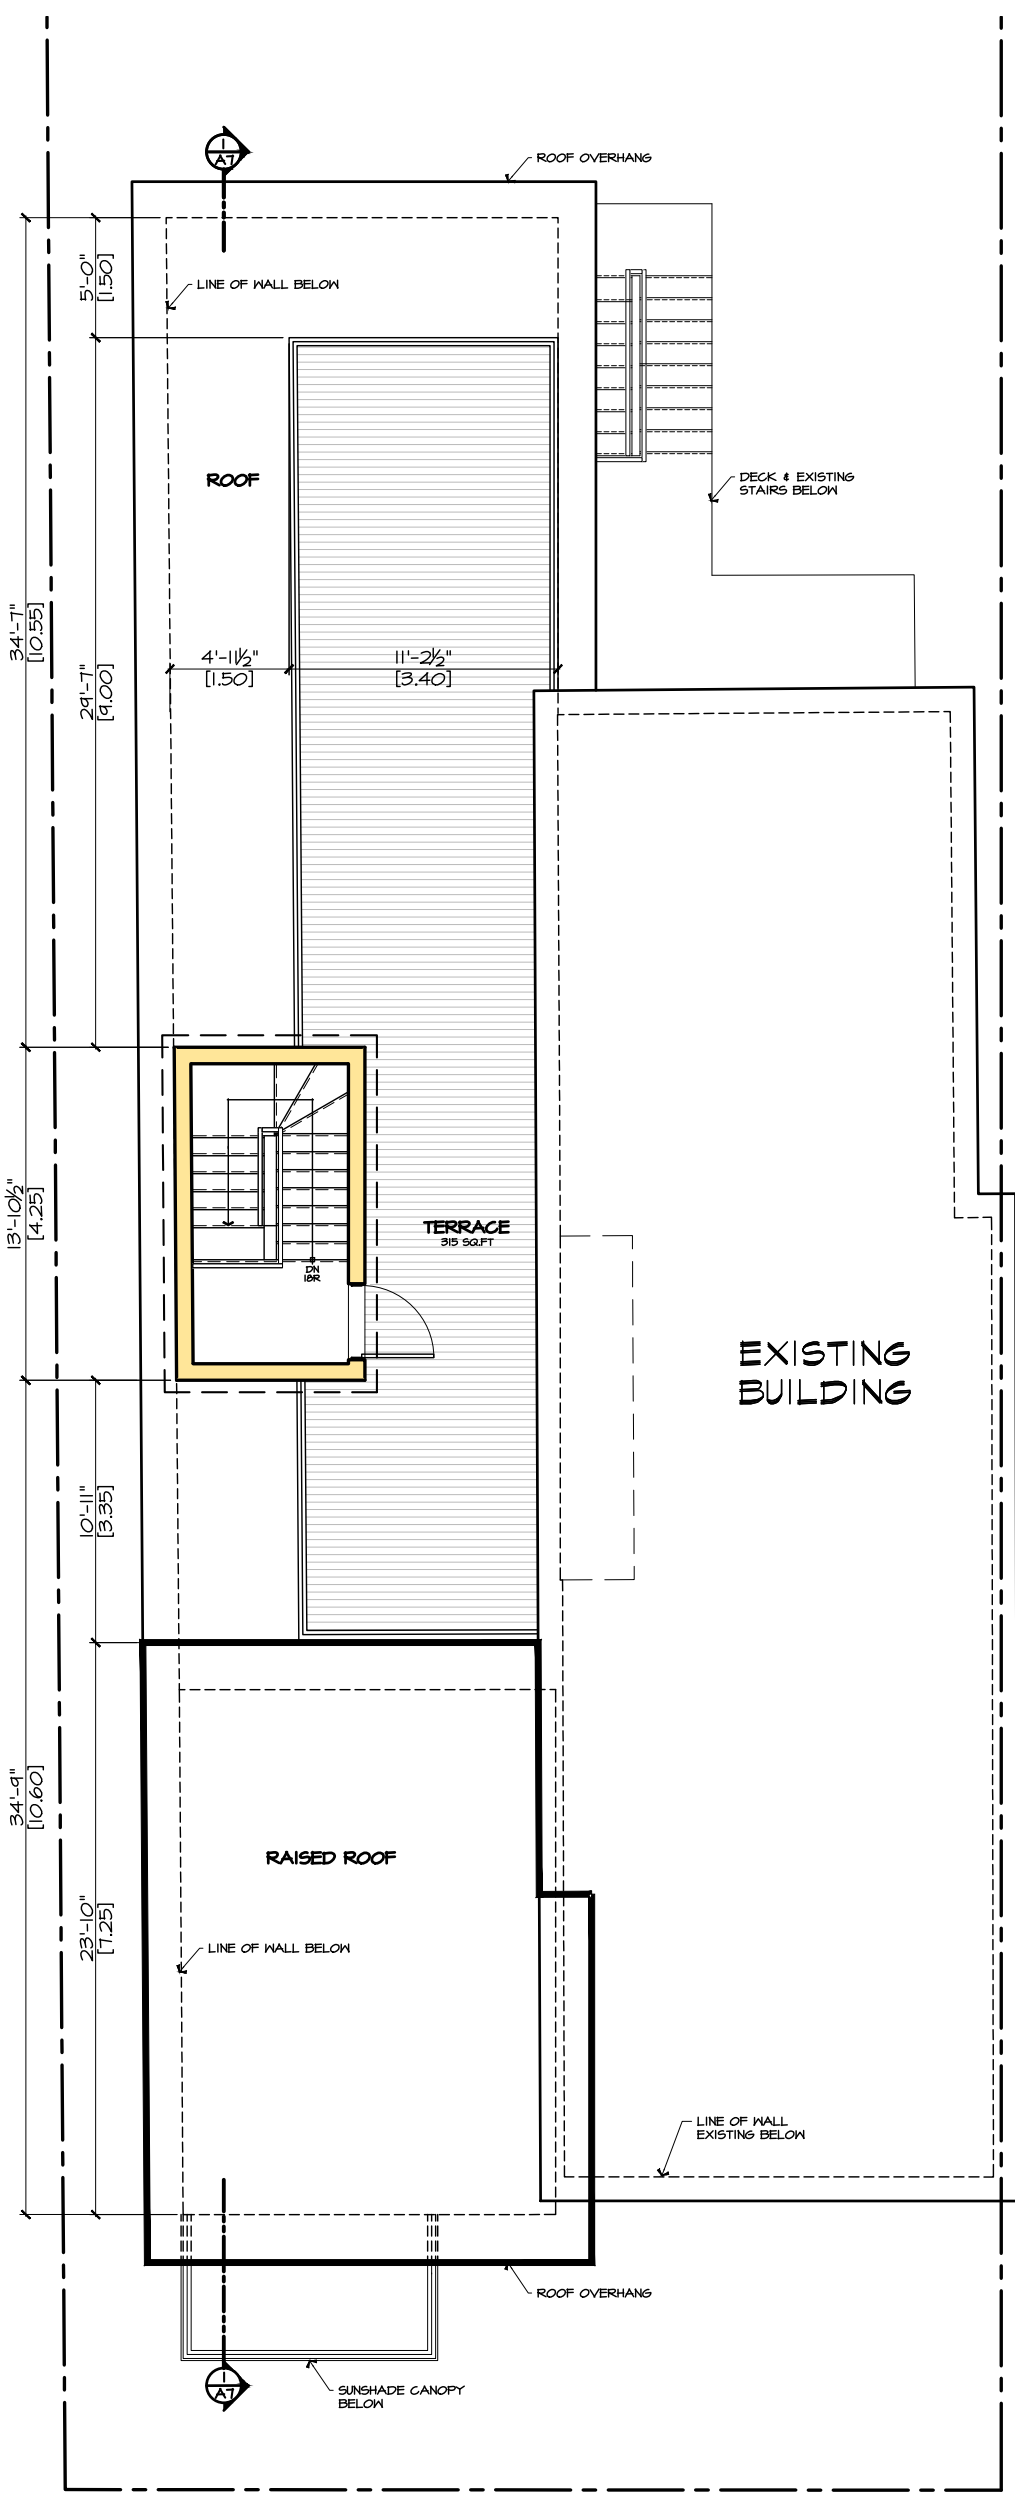 1
A7
ROOF OVERHANG
5'-0"
[1.50]
LINE OF WALL BELOW
ROOF
DECK & EXISTING
STAIRS BELOW
34'-7"
[10.55]
29'-7"
[9.00]
4'-11½"
[1.50]
11'-2½"
[3.40]
13'-10½"
[4.25]
TERRACE
315 SQ.FT
DN
18R
EXISTING
BUILDING
10'-11"
[3.35]
34'-9"
[10.60]
RAISED ROOF
23'-10"
[7.25]
LINE OF WALL BELOW
LINE OF WALL
EXISTING BELOW
ROOF OVERHANG
1
A7
SUNSHADE CANOPY
BELOW